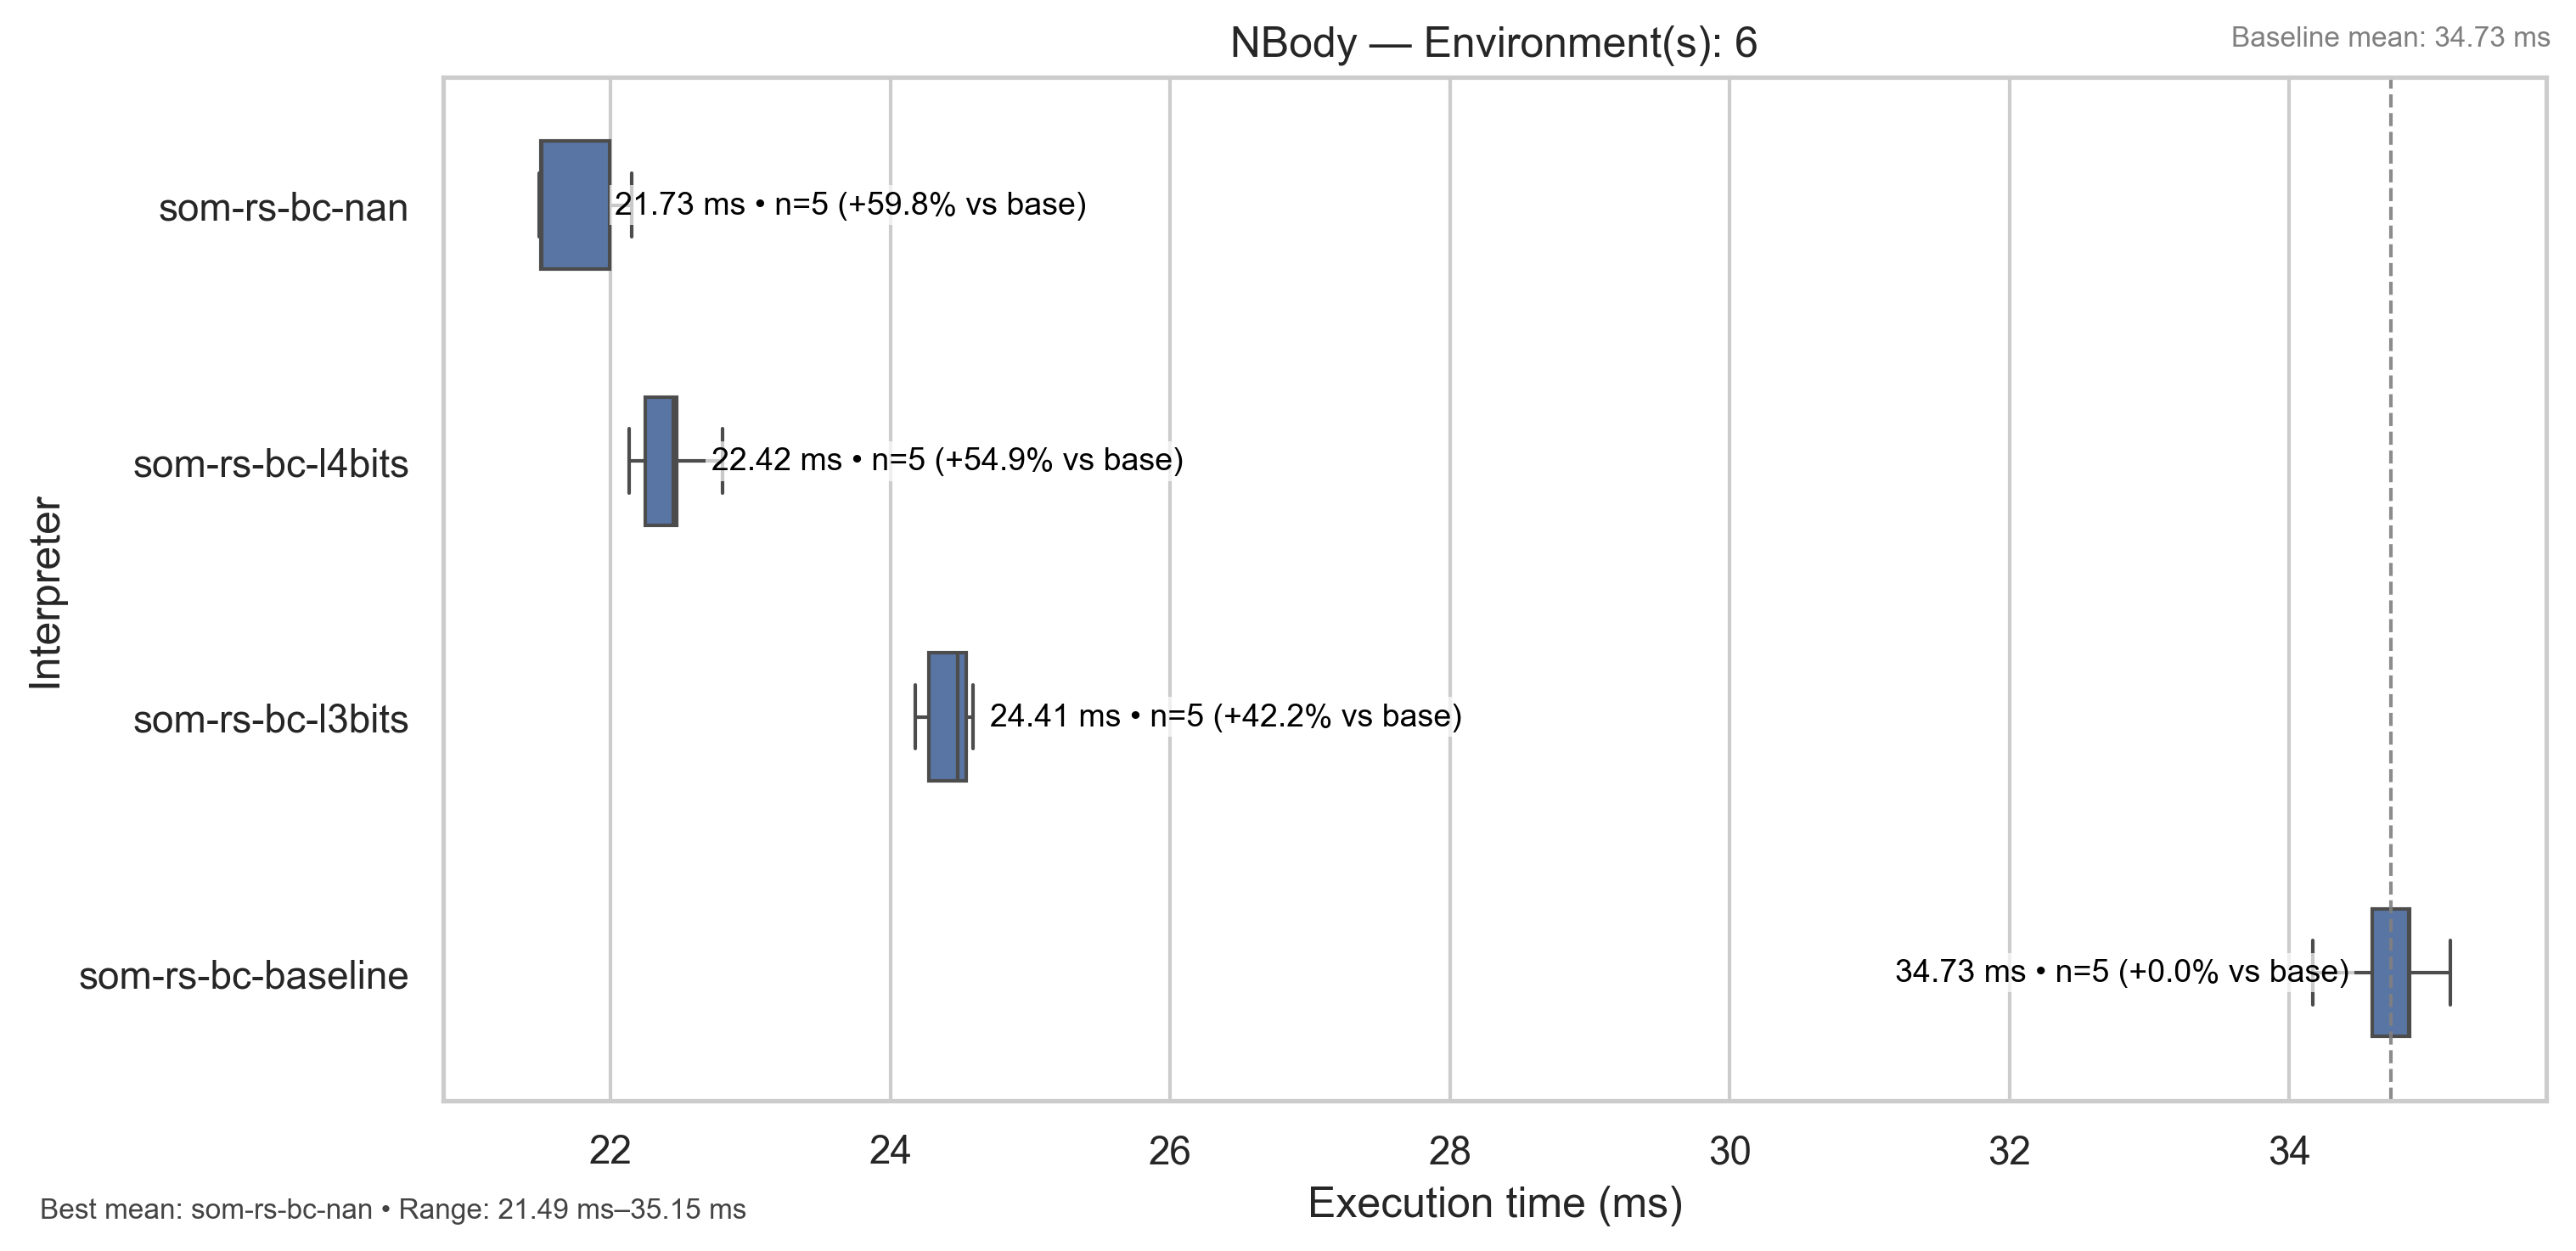 NBody — Environment(s): 6
Baseline mean: 34.73 ms
Interpreter
som-rs-bc-nan
21.73 ms • n=5 (+59.8% vs base)
som-rs-bc-l4bits
22.42 ms • n=5 (+54.9% vs base)
som-rs-bc-l3bits
24.41 ms • n=5 (+42.2% vs base)
som-rs-bc-baseline
34.73 ms • n=5 (+0.0% vs base)
22 24 26 28 30 32 34
Execution time (ms)
Best mean: som-rs-bc-nan • Range: 21.49 ms–35.15 ms